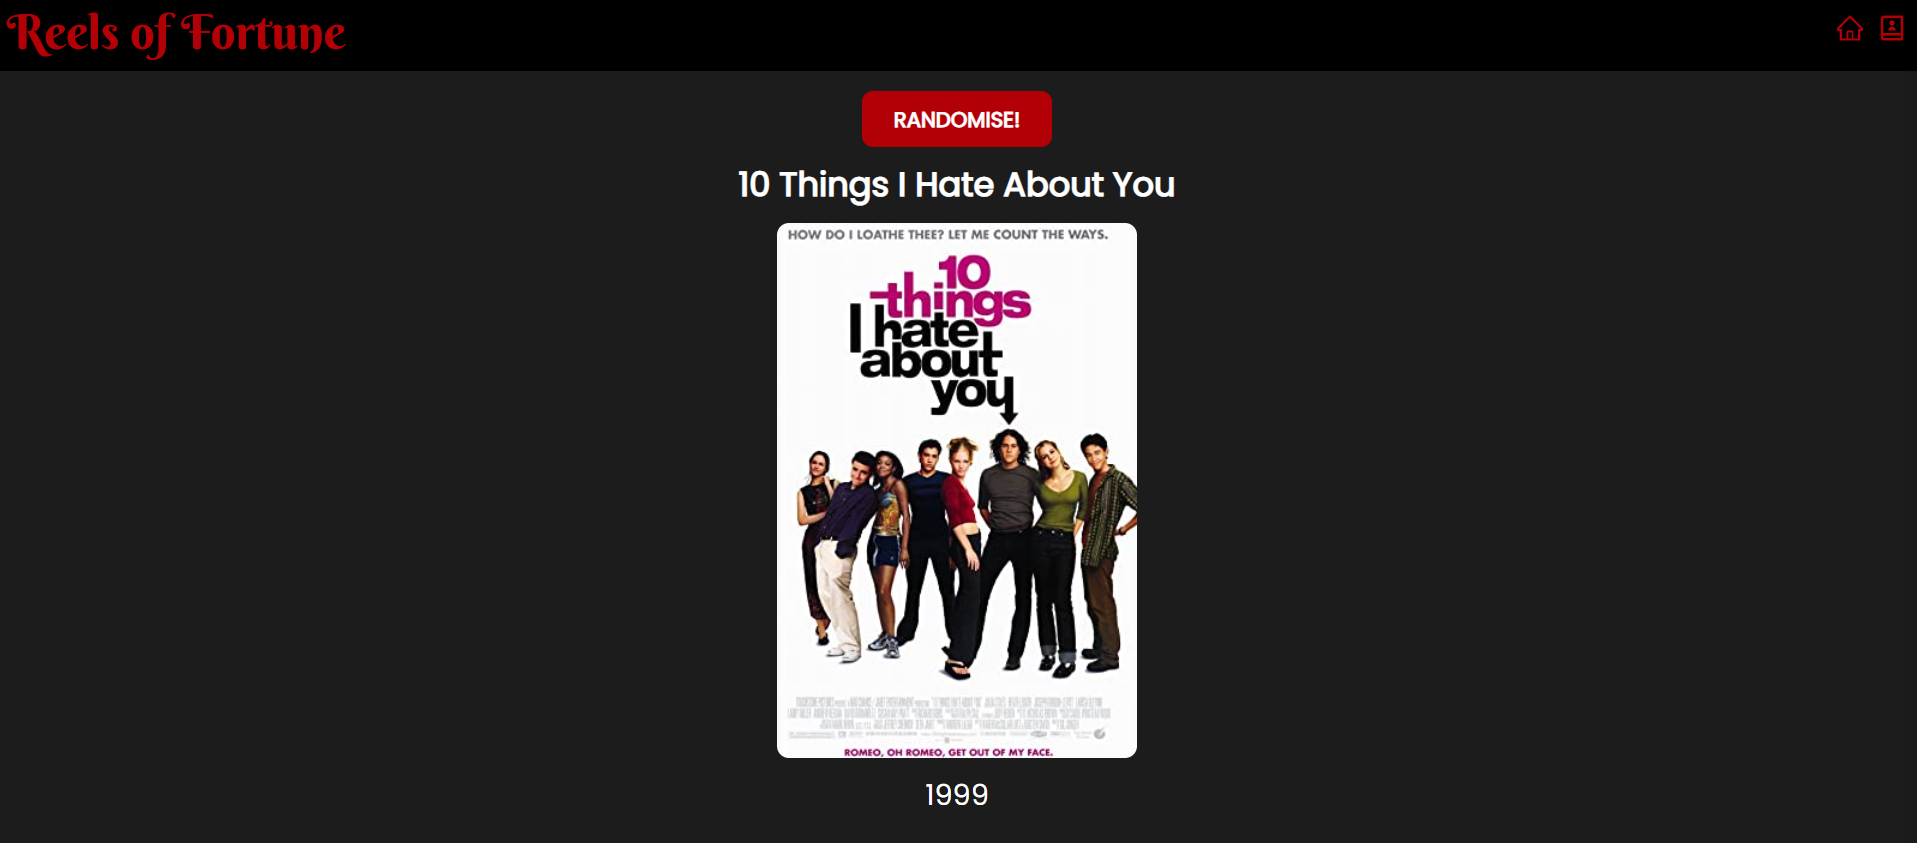 Reels of Fortune
RANDOMISE!
10 Things I Hate About You
HOW DO I LOATHE THEE? LET ME COUNT THE WAYS.
10
things
I hate
about
you
ROMEO, OH ROMEO, GET OUT OF MY FACE.
1999